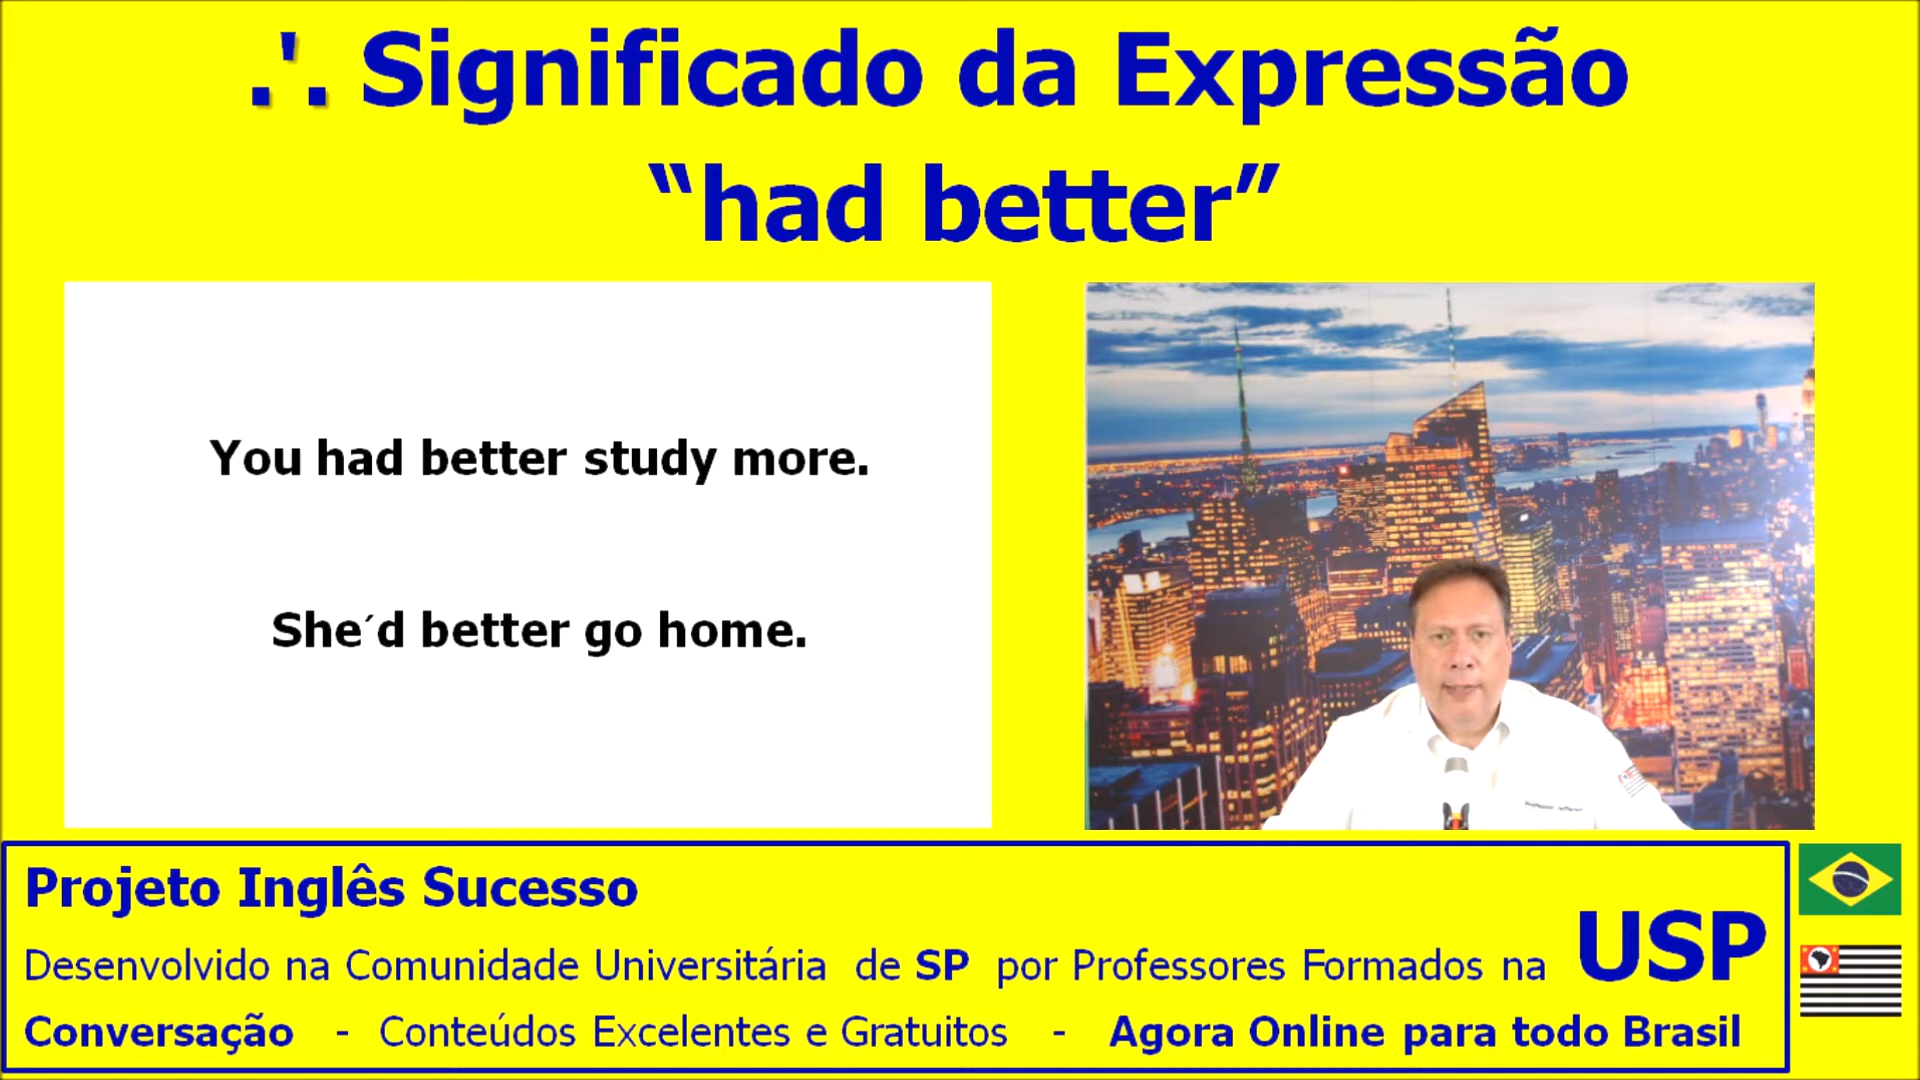 .'. Significado da Expressão
“had better”
You had better study more.
She´d better go home.
Projeto Inglês Sucesso
Desenvolvido na Comunidade Universitária de SP por Professores Formados na USP
Conversação - Conteúdos Excelentes e Gratuitos - Agora Online para todo Brasil